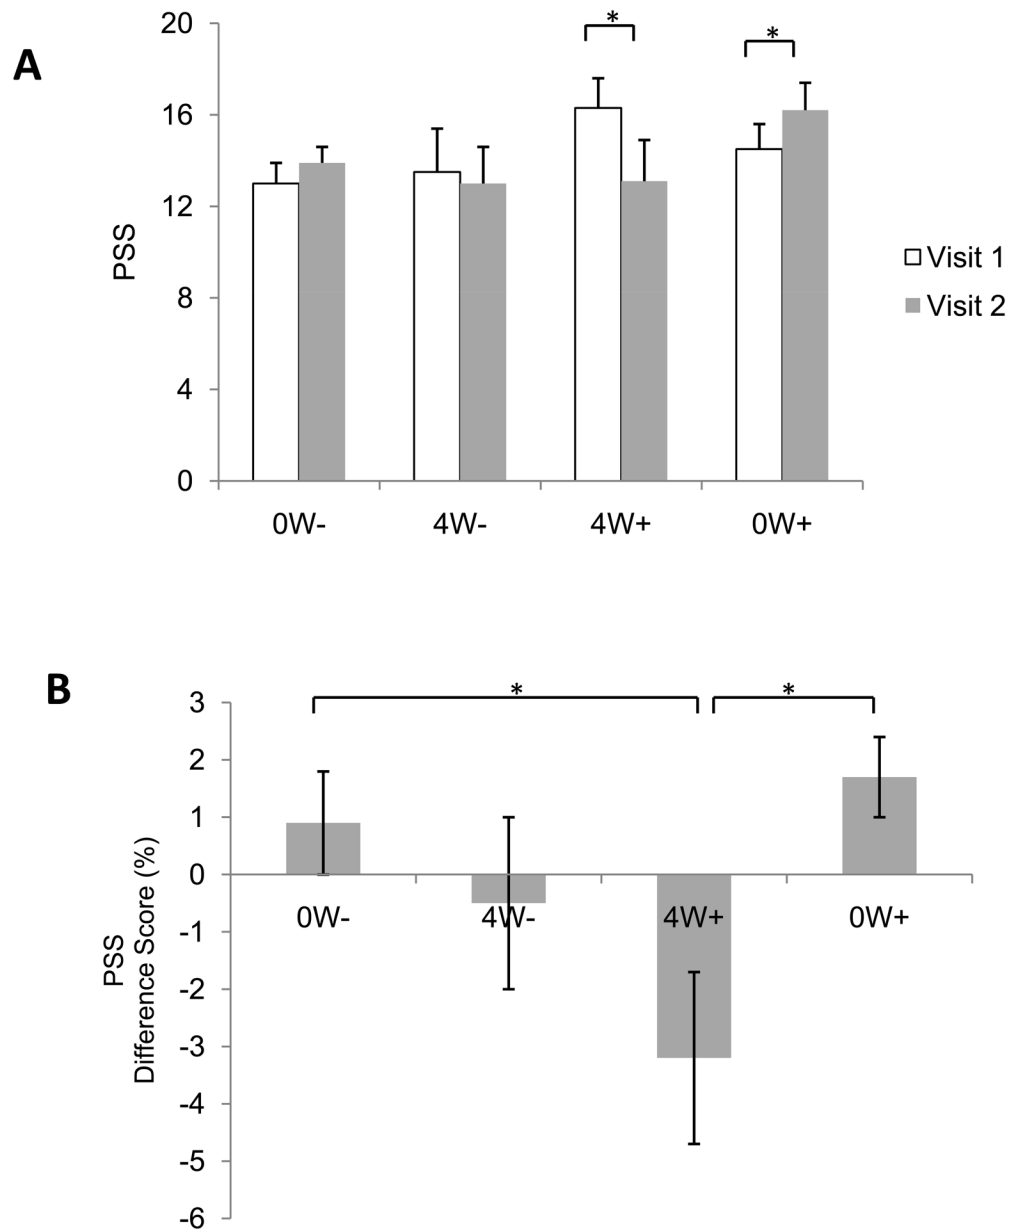 A
20
*
*
16
12
8
4
0
PSS
0W-
4W-
4W+
0W+
Visit 1
Visit 2
B
*
*
3
2
1
0
-1
-2
-3
-4
-5
-6
PSS
Difference Score (%)
0W-
4W-
4W+
0W+